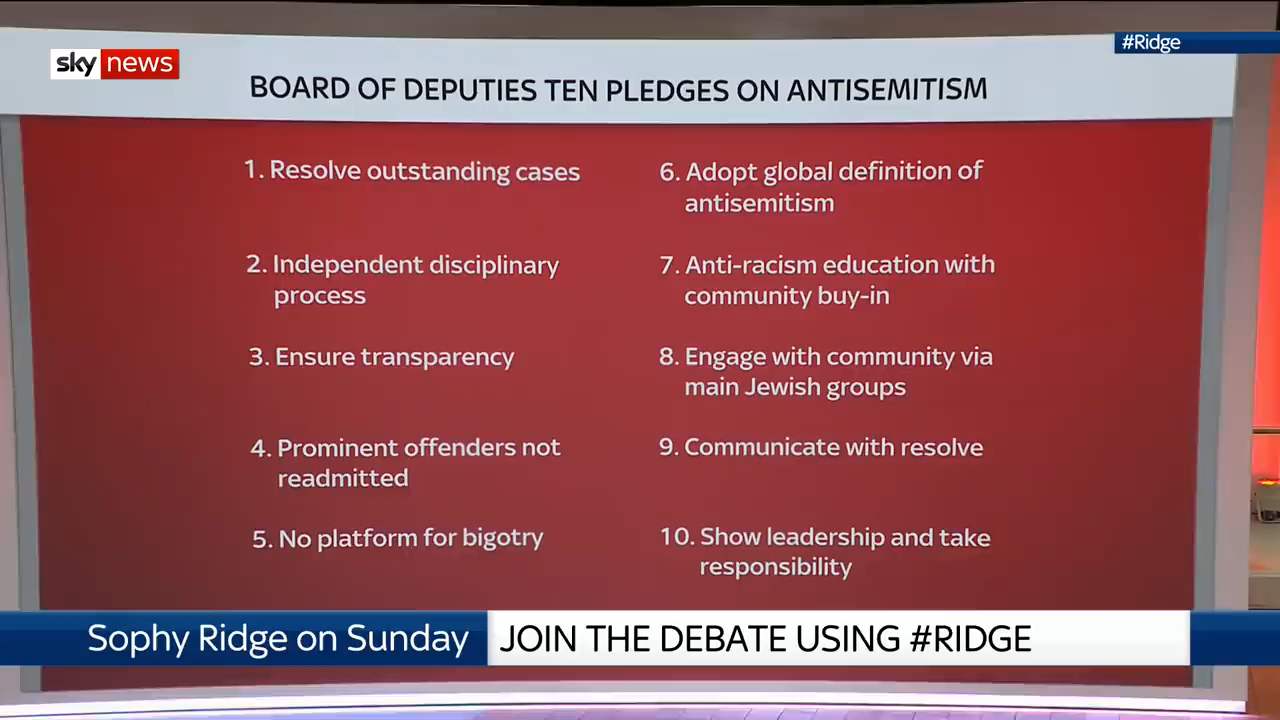 #Ridge
sky news
BOARD OF DEPUTIES TEN PLEDGES ON ANTISEMITISM
1. Resolve outstanding cases
2. Independent disciplinary
process
3. Ensure transparency
4. Prominent offenders not
readmitted
5. No platform for bigotry
6. Adopt global definition of
antisemitism
7. Anti-racism education with
community buy-in
8. Engage with community via
main Jewish groups
9. Communicate with resolve
10. Show leadership and take
responsibility
Sophy Ridge on Sunday
JOIN THE DEBATE USING #RIDGE